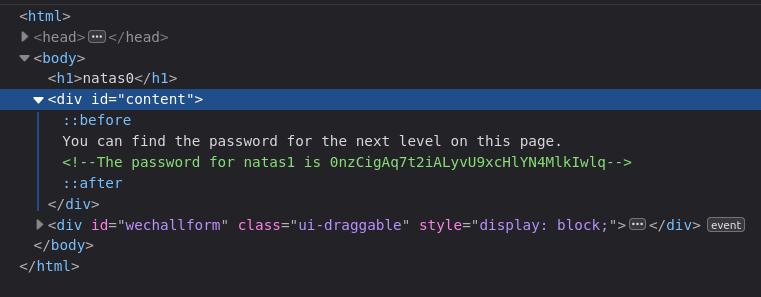 <html>
<head>···</head>
<body>
<h1>natas0</h1>
<div id="content">
::before
You can find the password for the next level on this page.
<!--The password for natas1 is 0nzCigAq7t2iALyvU9xcHlYN4MlkIwlq-->
::after
</div>
<div id="wechallform" class="ui-draggable" style="display: block;">···</div> event
</body>
</html>